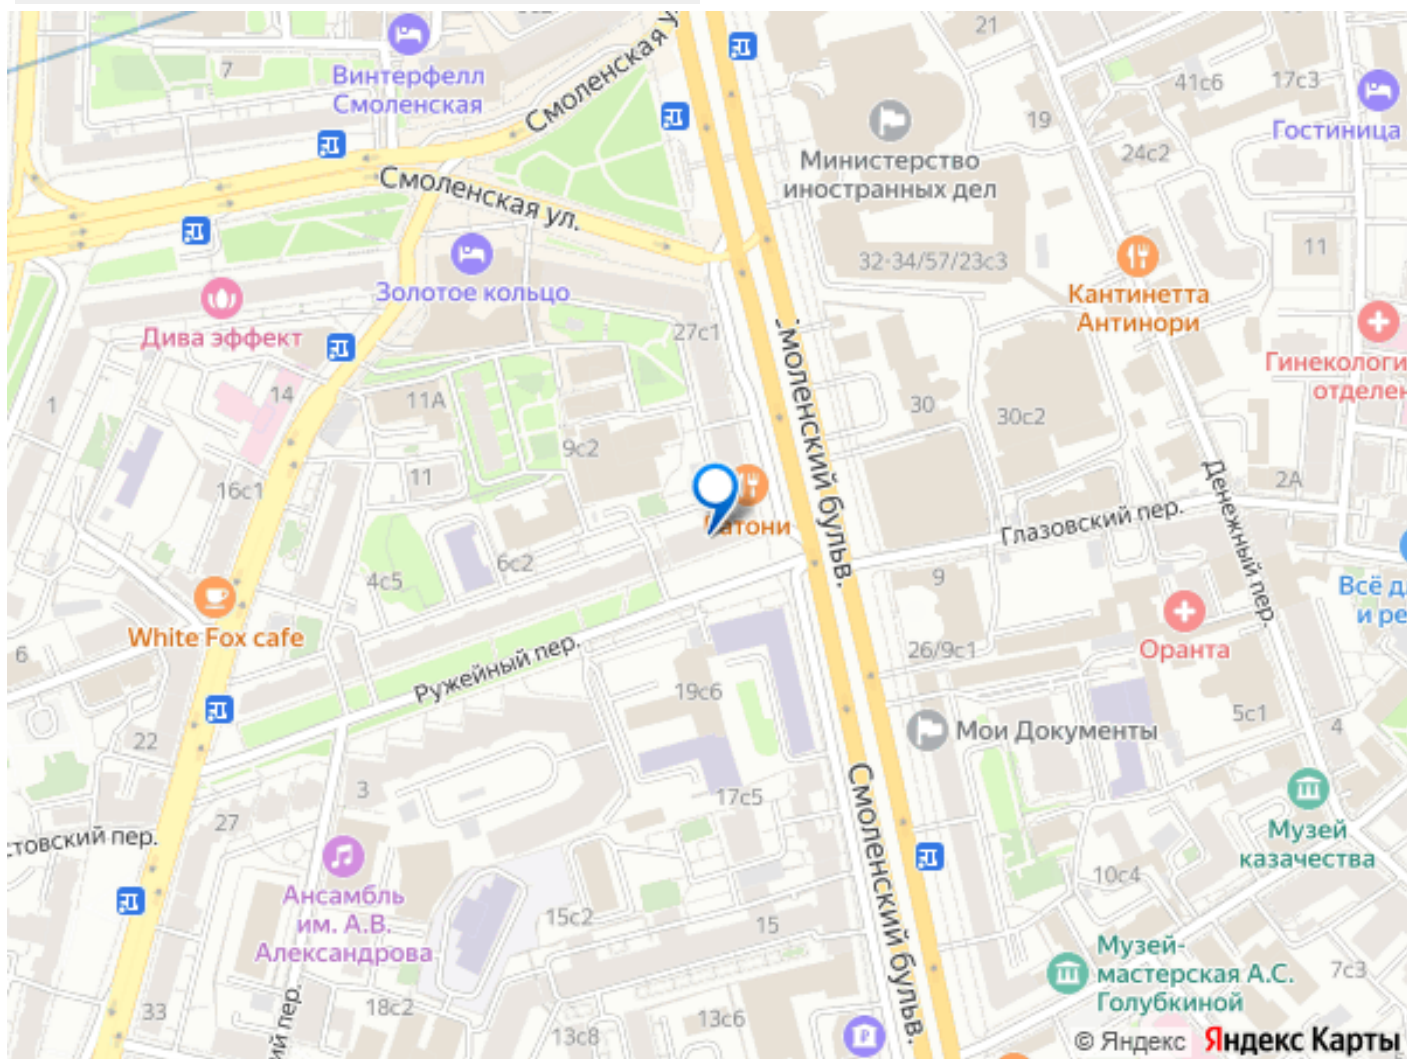 21
7
Винтерфелл
Смоленская
Смоленская у
41с6
17с3
19
Гостиница
24с2
Министерство
иностранных дел
Смоленская ул.
11
32-34/57/23с3
Золотое кольцо
Кантинетта
Антинори
Дива эффект
27с1
Гинекологи
отделен
14
11А
1
30
30с2
моленский бульв.
9с2
11
16с1
2А
Денежный пер.
атони
Глазовский пер.
6с2
4с5
9
Всё д
и ре
White Fox cafe
6
Ружейный пер.
26/9с1
Оранта
19с6
5с1
4
22
Мои Документы
3
17с5
Смоленский бульв.
27
товский пер.
Музей
казачества
10с4
Ансамбль
им. А.В.
Александрова
15с2
15
Музей-
мастерская А.С.
Голубкиной
7с3
18с2
33
ий пер.
13с8
13с6
© Яндекс Яндекс Карты